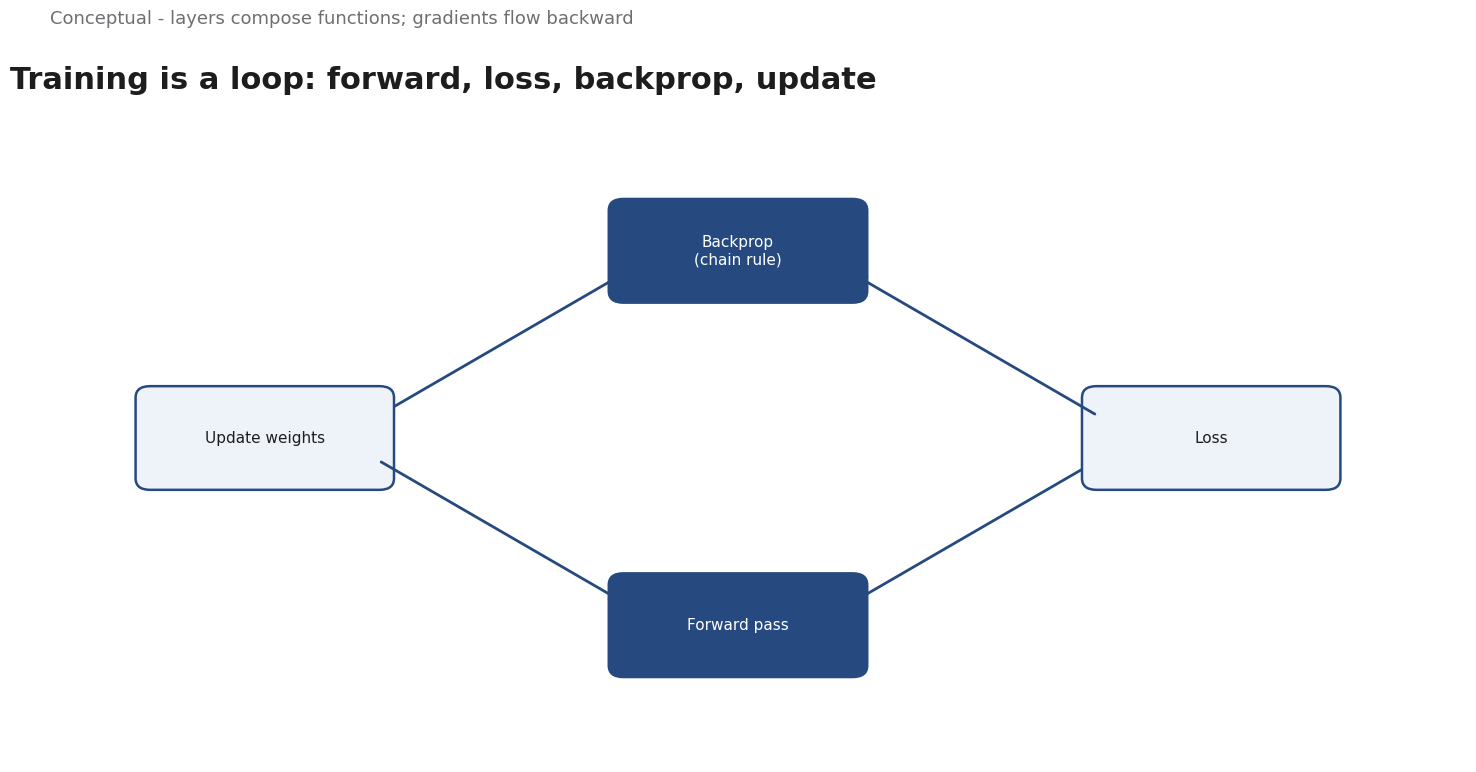 Conceptual - layers compose functions; gradients flow backward
Training is a loop: forward, loss, backprop, update
Backprop
(chain rule)
Update weights
Loss
Forward pass